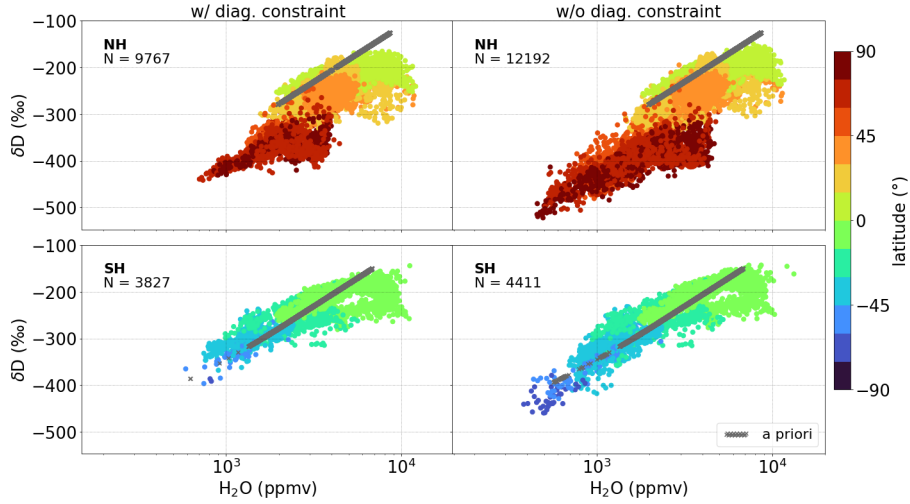 w/ diag. constraint
w/o diag. constraint
−100
−200
−300
−400
−500
δD (‰)
NH
N = 9767
NH
N = 12192
−100
−200
−300
−400
−500
δD (‰)
SH
N = 3827
SH
N = 4411
a priori
10³
10⁴
H₂O (ppmv)
10³
10⁴
H₂O (ppmv)
90
45
0
−45
−90
latitude (°)